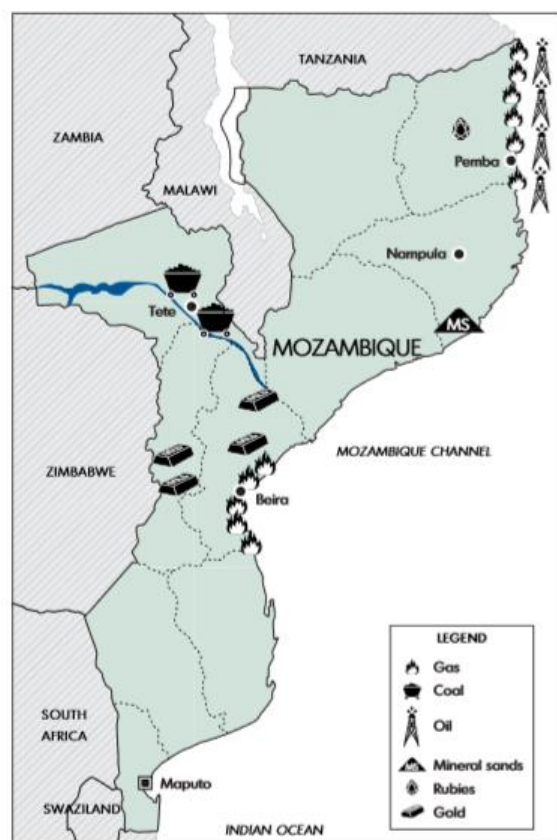 TANZANIA
ZAMBIA
Pemba
MALAWI
Nampula
Tete
MS
MOZAMBIQUE
MOZAMBIQUE CHANNEL
ZIMBABWE
Beira
LEGEND
Gas
Coal
Oil
MS
Mineral sands
Rubies
Gold
SOUTH
AFRICA
Maputo
SWAZILAND
INDIAN OCEAN